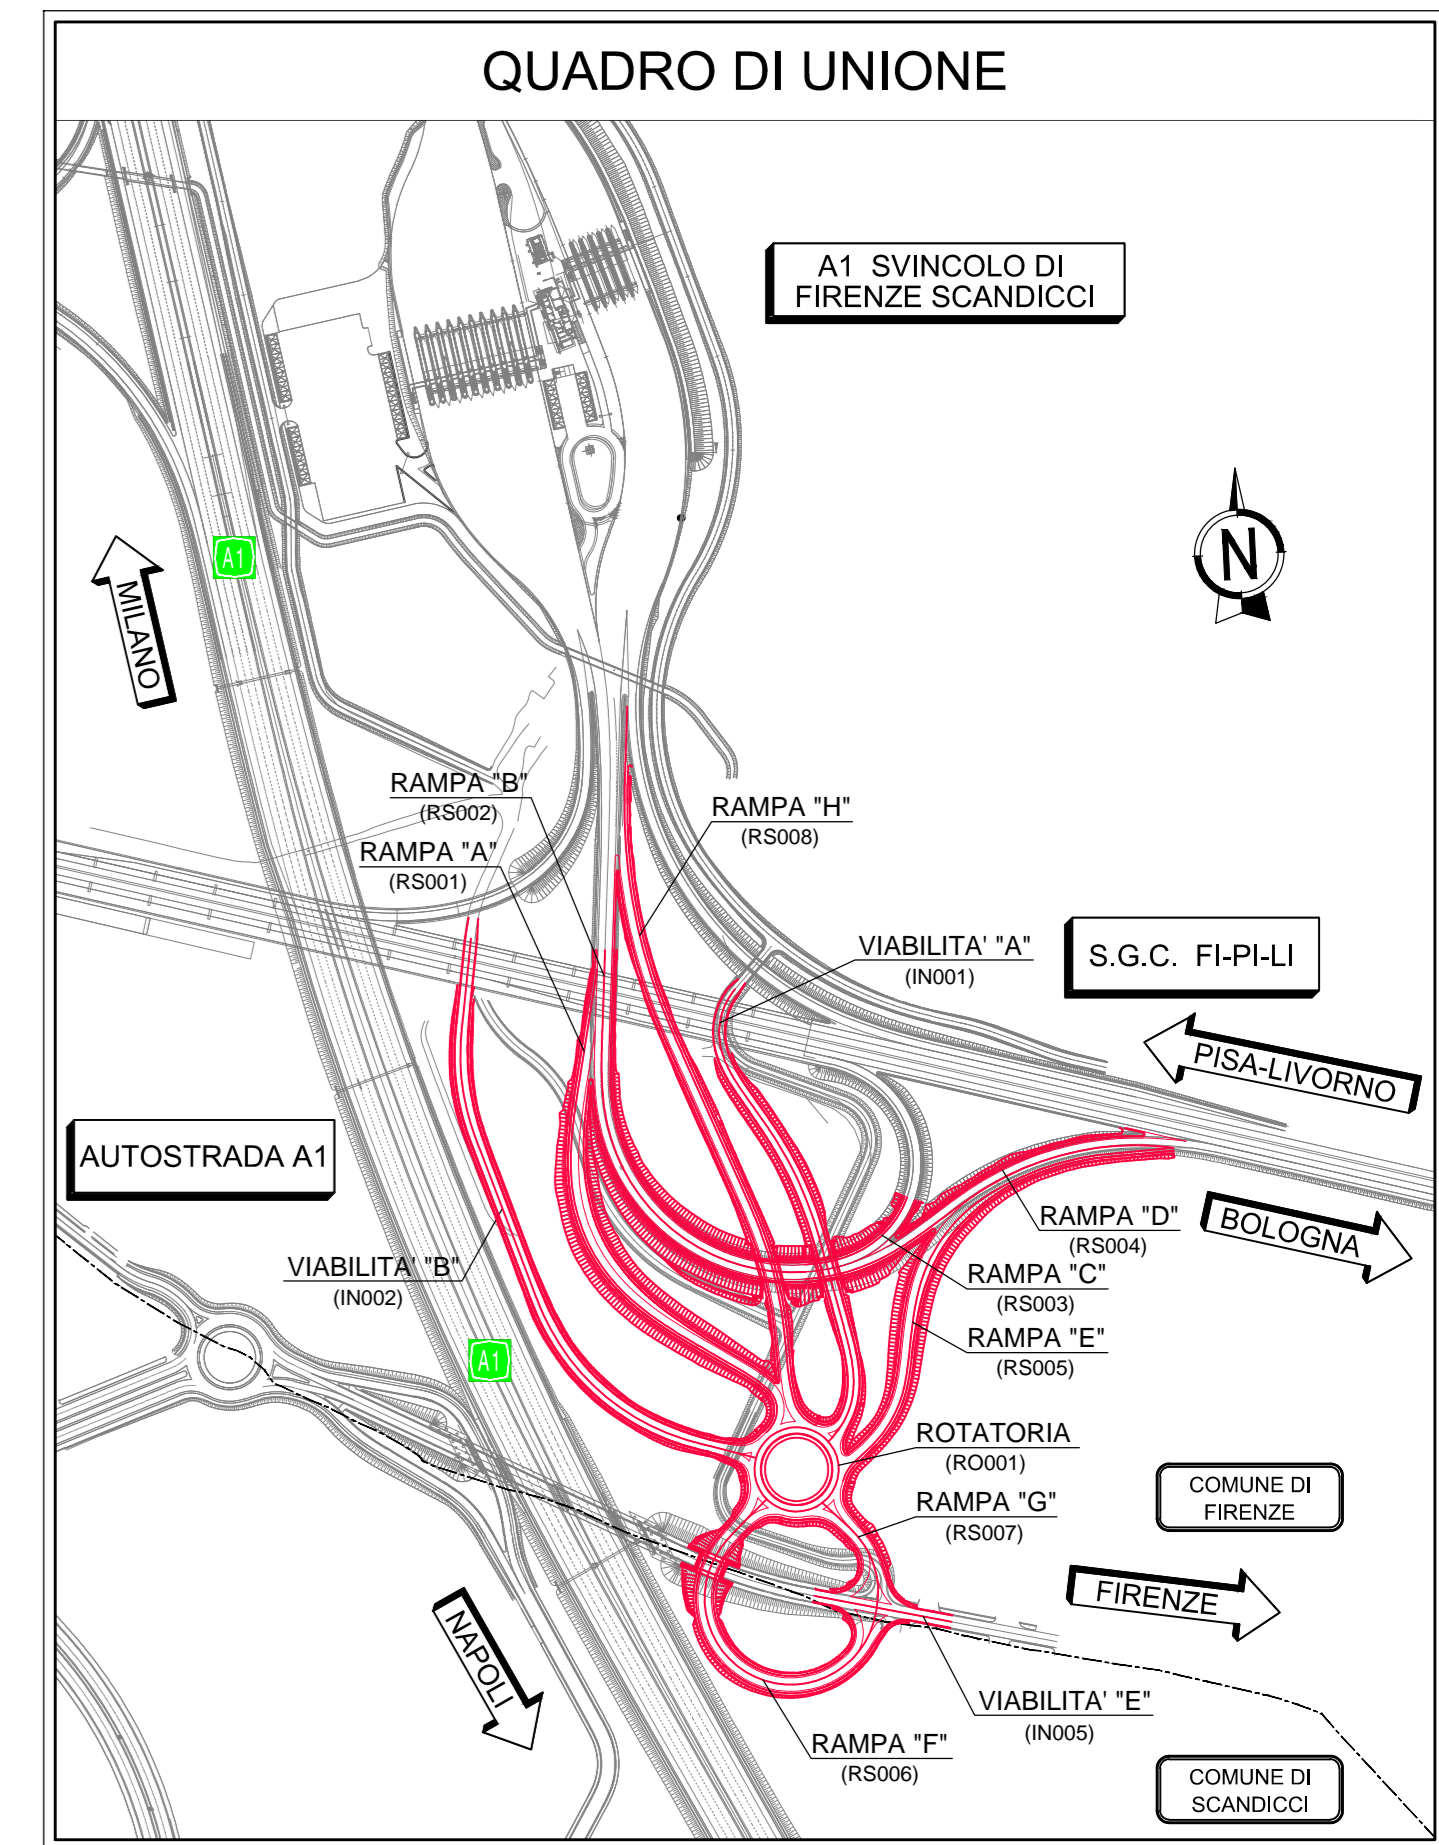 QUADRO DI UNIONE
A1 SVINCOLO DI
FIRENZE SCANDICCI
N
A1
MILANO
RAMPA "B"
(RS002)
RAMPA "H"
(RS008)
RAMPA "A"
(RS001)
VIABILITA' "A"
(IN001)
S.G.C. FI-PI-LI
PISA-LIVORNO
AUTOSTRADA A1
RAMPA "D"
(RS004)
BOLOGNA
VIABILITA' "B"
(IN002)
RAMPA "C"
(RS003)
RAMPA "E"
(RS005)
A1
ROTATORIA
(RO001)
COMUNE DI
FIRENZE
RAMPA "G"
(RS007)
FIRENZE
NAPOLI
VIABILITA' "E"
(IN005)
RAMPA "F"
(RS006)
COMUNE DI
SCANDICCI